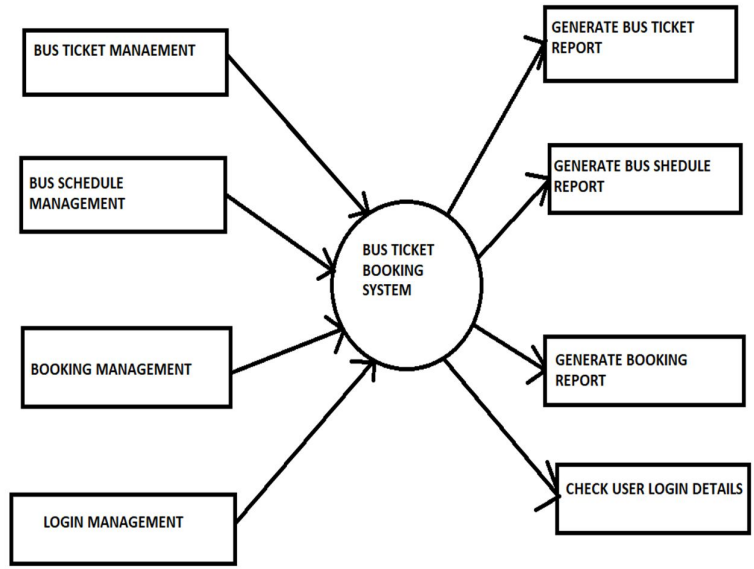 BUS TICKET MANAEMENT
BUS SCHEDULE
MANAGEMENT
BOOKING MANAGEMENT
LOGIN MANAGEMENT
BUS TICKET
BOOKING
SYSTEM
GENERATE BUS TICKET
REPORT
GENERATE BUS SHEDULE
REPORT
GENERATE BOOKING
REPORT
CHECK USER LOGIN DETAILS